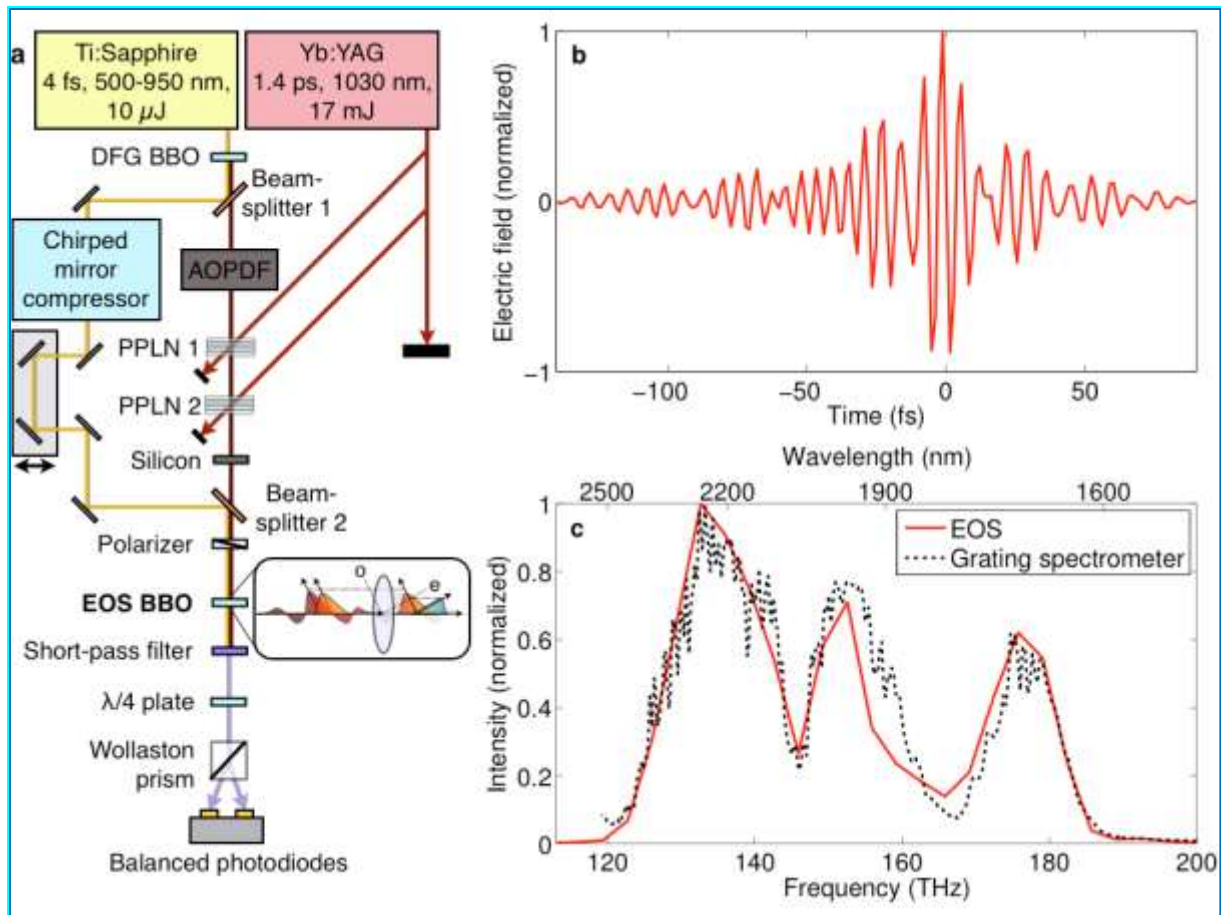 a
Ti:Sapphire
4 fs, 500-950 nm,
10 µJ
Yb:YAG
1.4 ps, 1030 nm,
17 mJ
DFG BBO
Beam-
splitter 1
Chirped
mirror
compressor
AOPDF
PPLN 1
PPLN 2
Silicon
Beam-
splitter 2
Polarizer
EOS BBO
o
e
Short-pass filter
λ/4 plate
Wollaston
prism
Balanced photodiodes
b
Electric field (normalized)
1
0
−1
−100
−50
0
50
Time (fs)
Wavelength (nm)
2500
2200
1900
1600
c
EOS
Grating spectrometer
Intensity (normalized)
1
0.8
0.6
0.4
0.2
0
120
140
160
180
200
Frequency (THz)